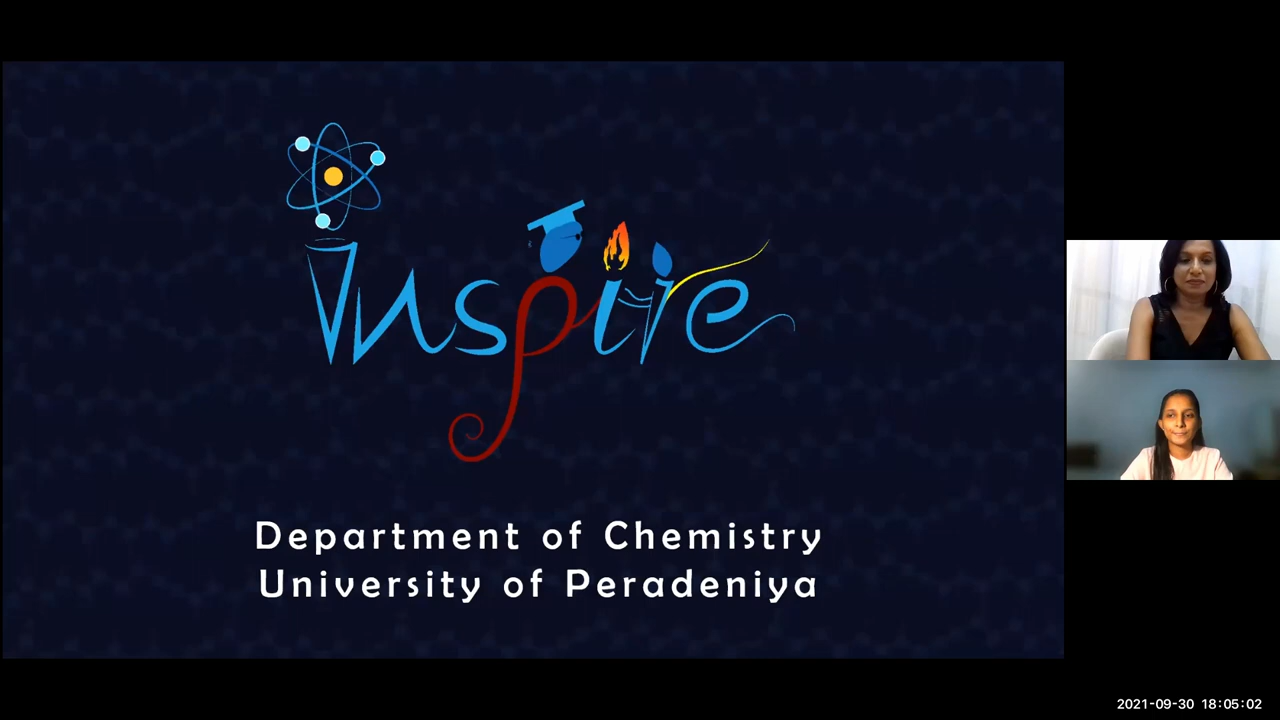 Inspire
Department of Chemistry
University of Peradeniya
2021-09-30 18:05:02